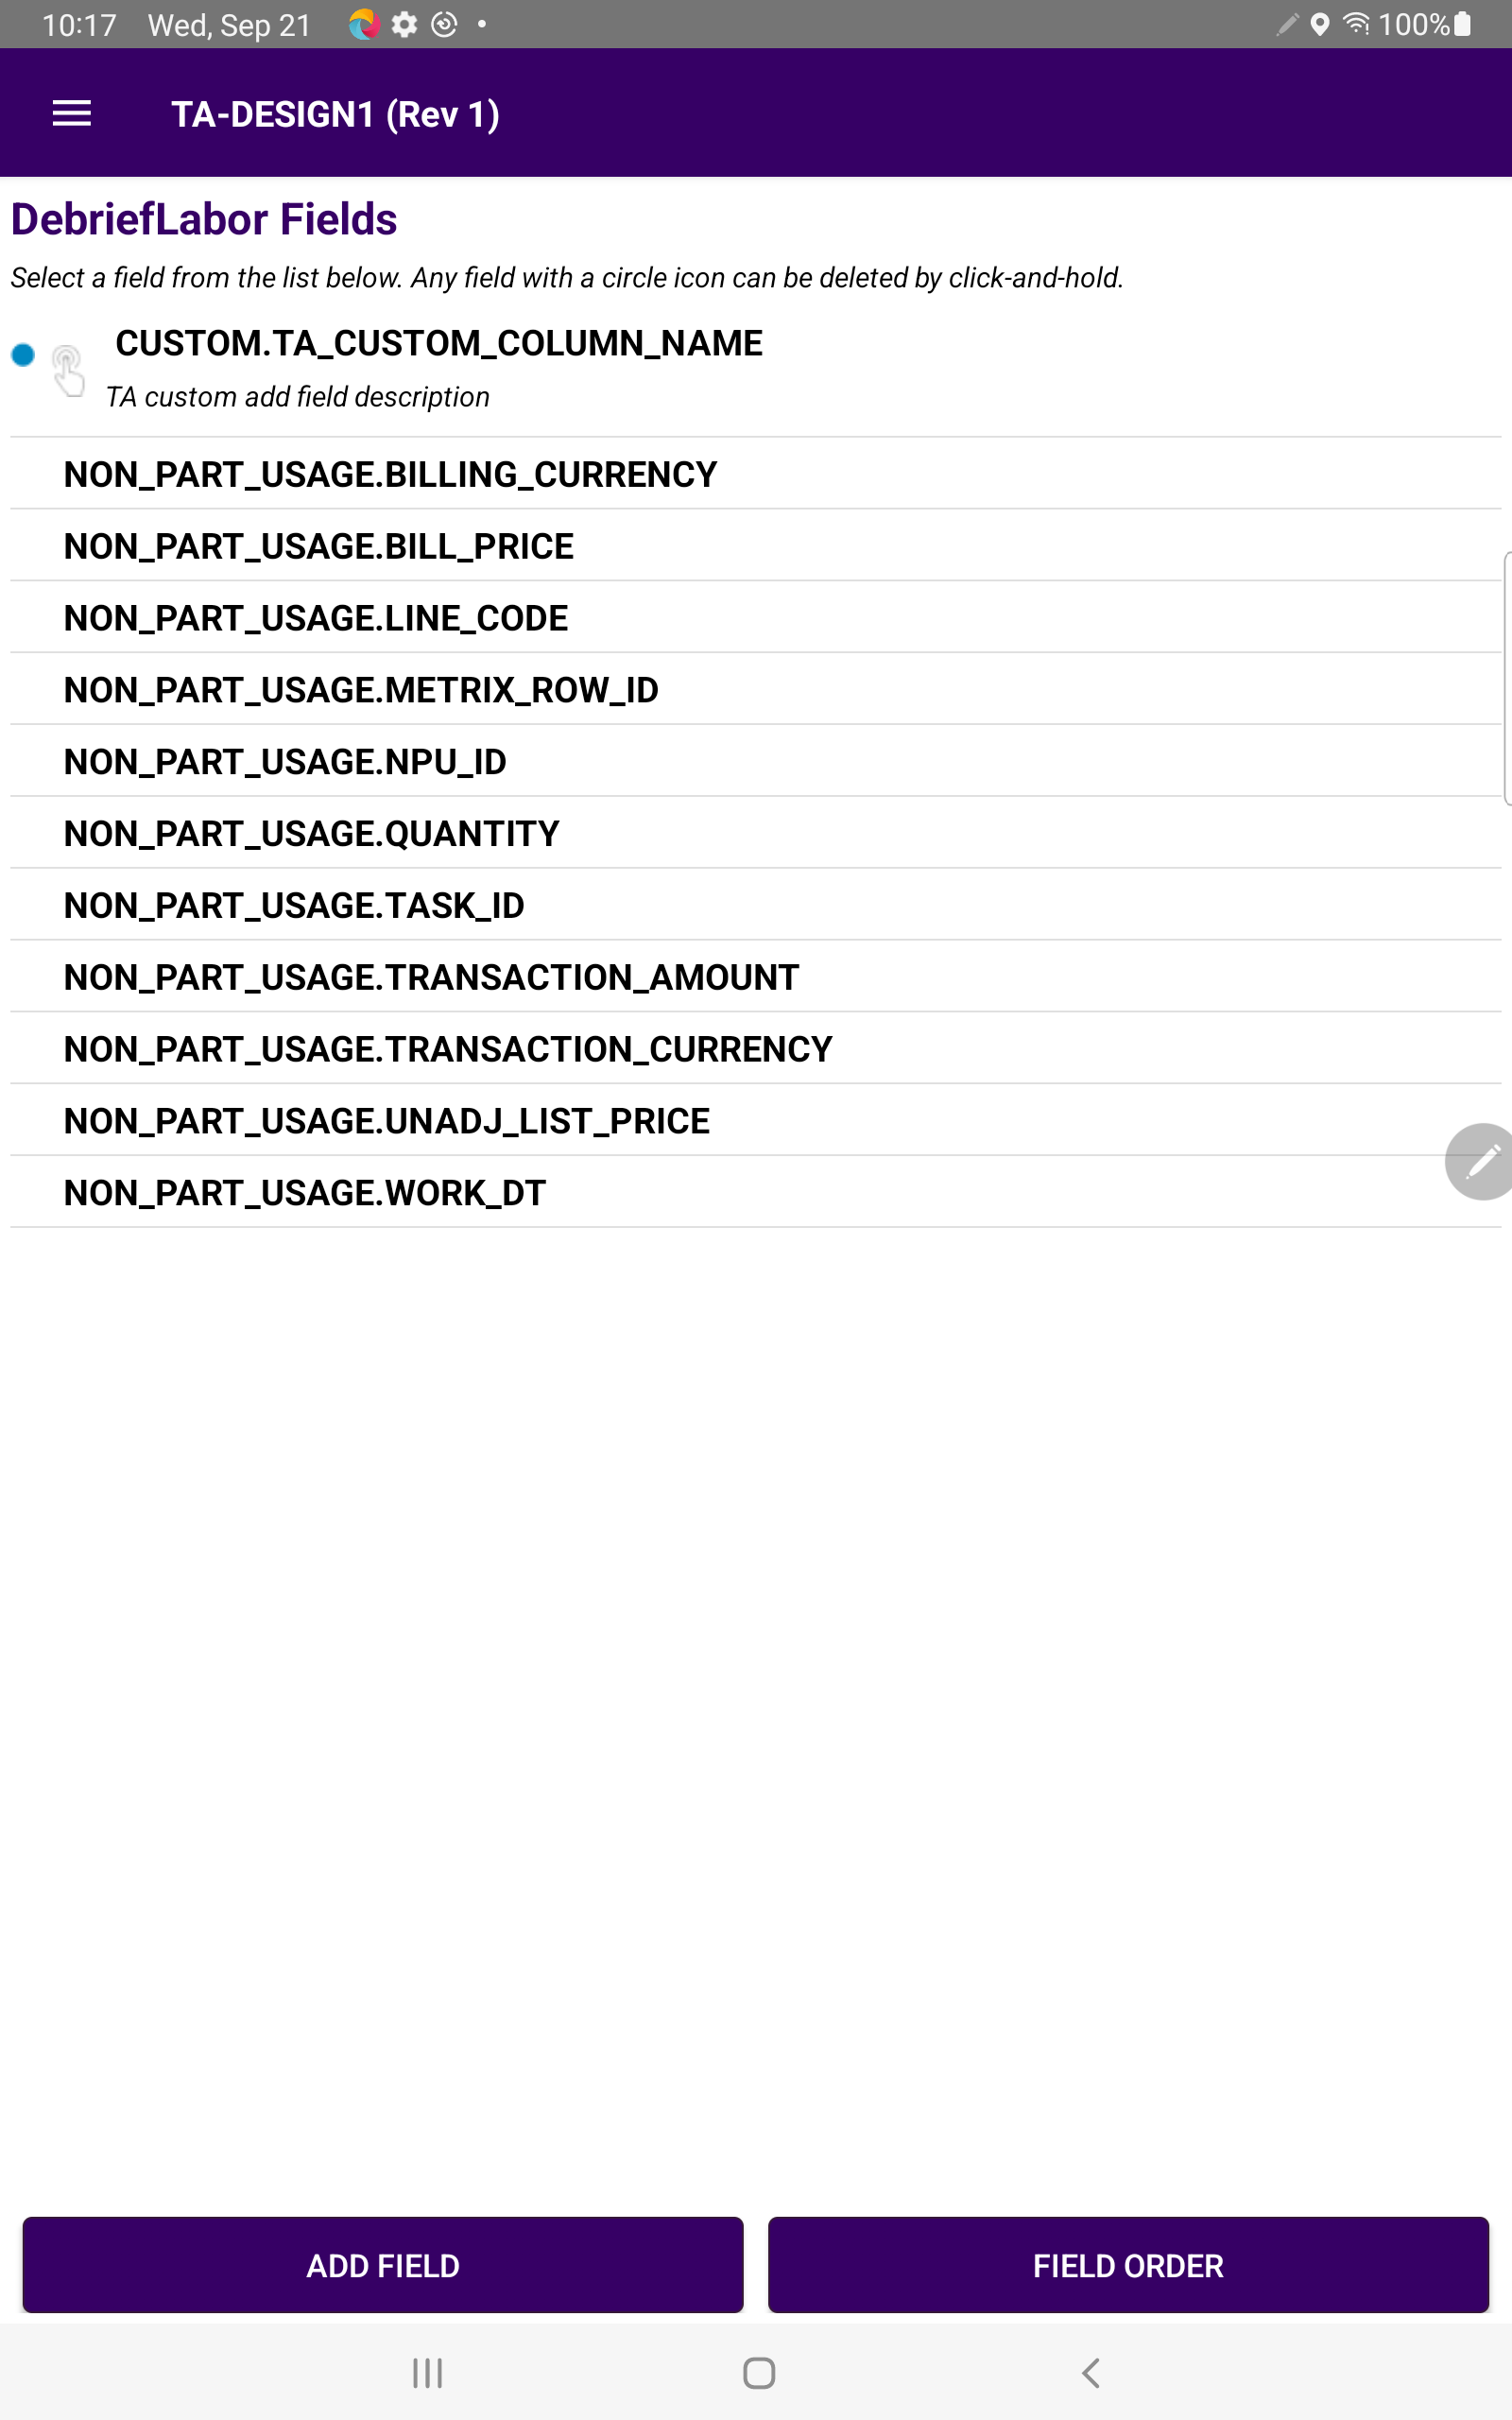 10:17 Wed, Sep 21 100%
TA-DESIGN1 (Rev 1)
DebriefLabor Fields
Select a field from the list below. Any field with a circle icon can be deleted by click-and-hold.
CUSTOM.TA_CUSTOM_COLUMN_NAME
TA custom add field description
NON_PART_USAGE.BILLING_CURRENCY
NON_PART_USAGE.BILL_PRICE
NON_PART_USAGE.LINE_CODE
NON_PART_USAGE.METRIX_ROW_ID
NON_PART_USAGE.NPU_ID
NON_PART_USAGE.QUANTITY
NON_PART_USAGE.TASK_ID
NON_PART_USAGE.TRANSACTION_AMOUNT
NON_PART_USAGE.TRANSACTION_CURRENCY
NON_PART_USAGE.UNADJ_LIST_PRICE
NON_PART_USAGE.WORK_DT
ADD FIELD FIELD ORDER